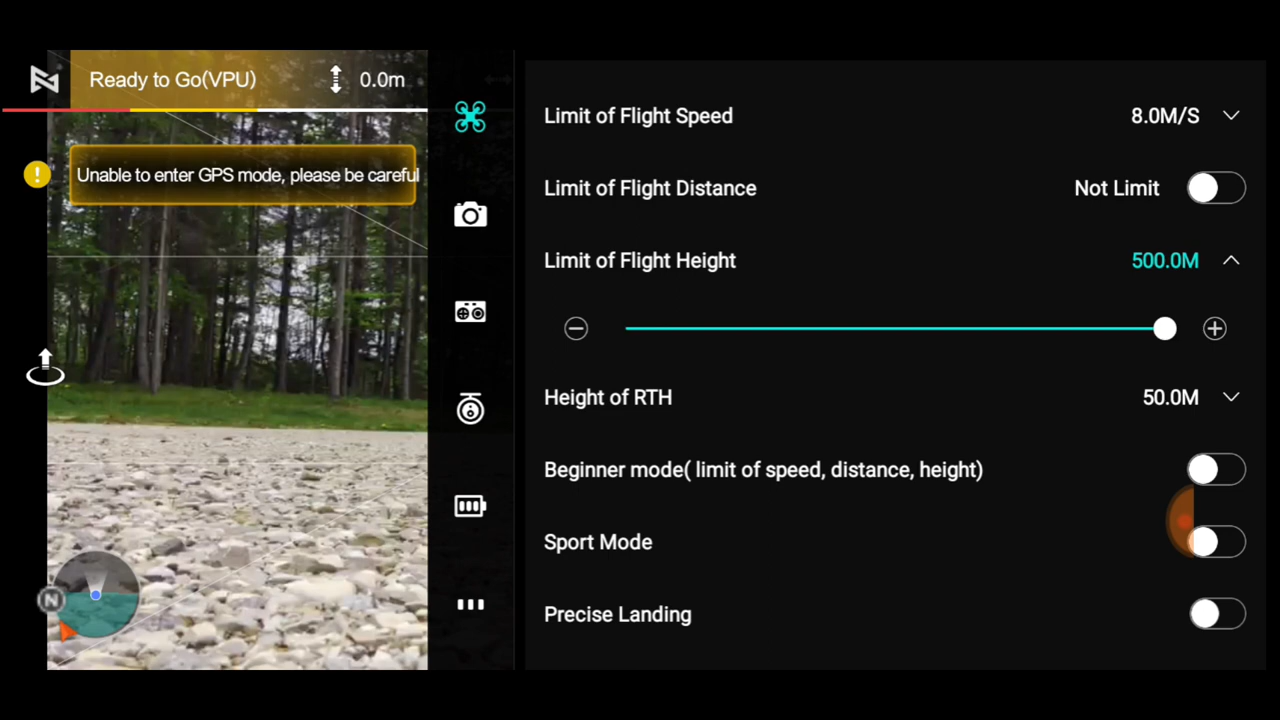 Ready to Go(VPU) 0.0m
Unable to enter GPS mode, please be careful
N
Limit of Flight Speed 8.0M/S
Limit of Flight Distance Not Limit
Limit of Flight Height 500.0M
Height of RTH 50.0M
Beginner mode( limit of speed, distance, height)
Sport Mode
Precise Landing